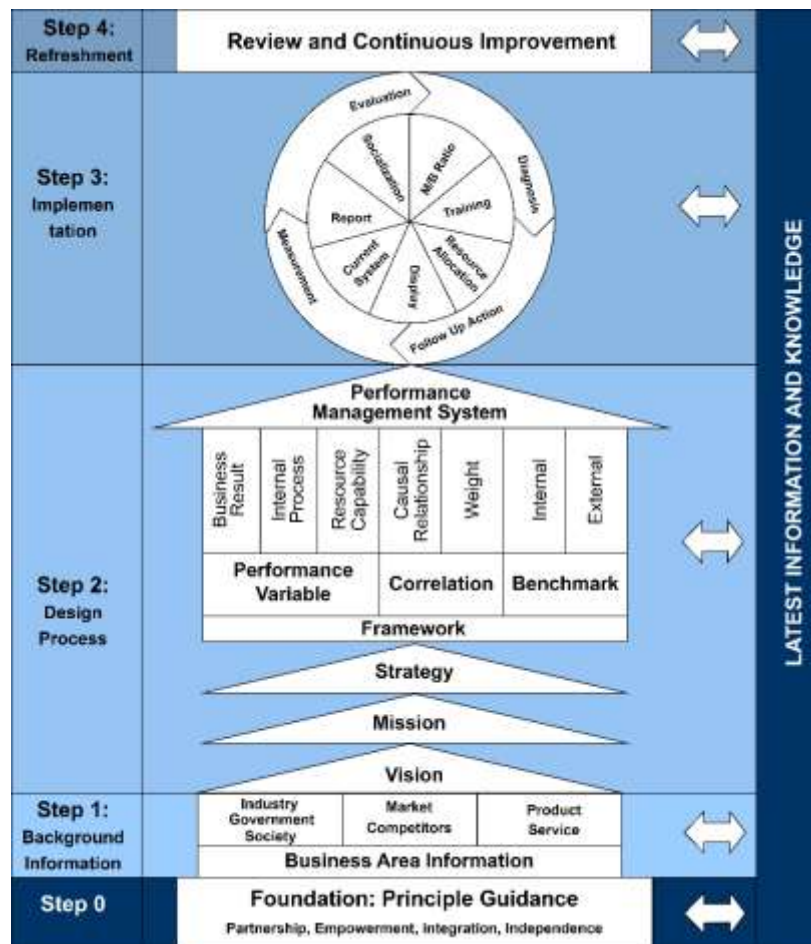 Step 4:
Refreshment
Review and Continuous Improvement
Step 3:
Implemen
tation
Evaluation
Diagnosis
Follow Up Action
Measurement
Socialization
M/B Ratio
Training
Resource
Allocation
Display
Current
System
Report
Step 2:
Design
Process
Performance
Management System
Business
Result
Internal
Process
Resource
Capability
Causal
Relationship
Weight
Internal
External
Performance
Variable
Correlation
Benchmark
Framework
Strategy
Mission
Vision
Step 1:
Background
Information
Industry
Government
Society
Market
Competitors
Product
Service
Business Area Information
Step 0
Foundation: Principle Guidance
Partnership, Empowerment, Integration, Independence
LATEST INFORMATION AND KNOWLEDGE